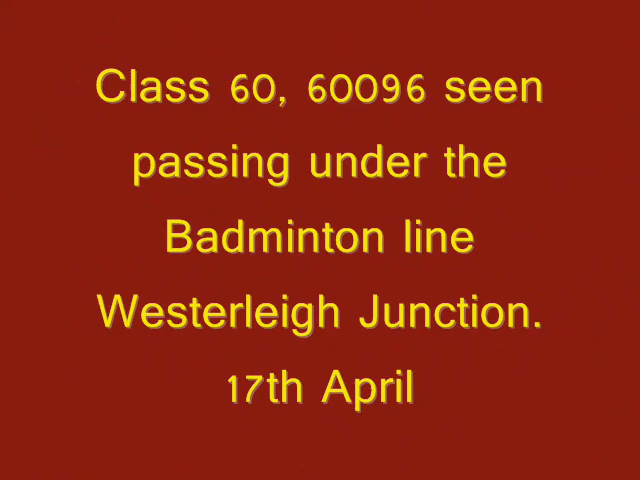 Class 60, 60096 seen
passing under the
Badminton line
Westerleigh Junction.
17th April